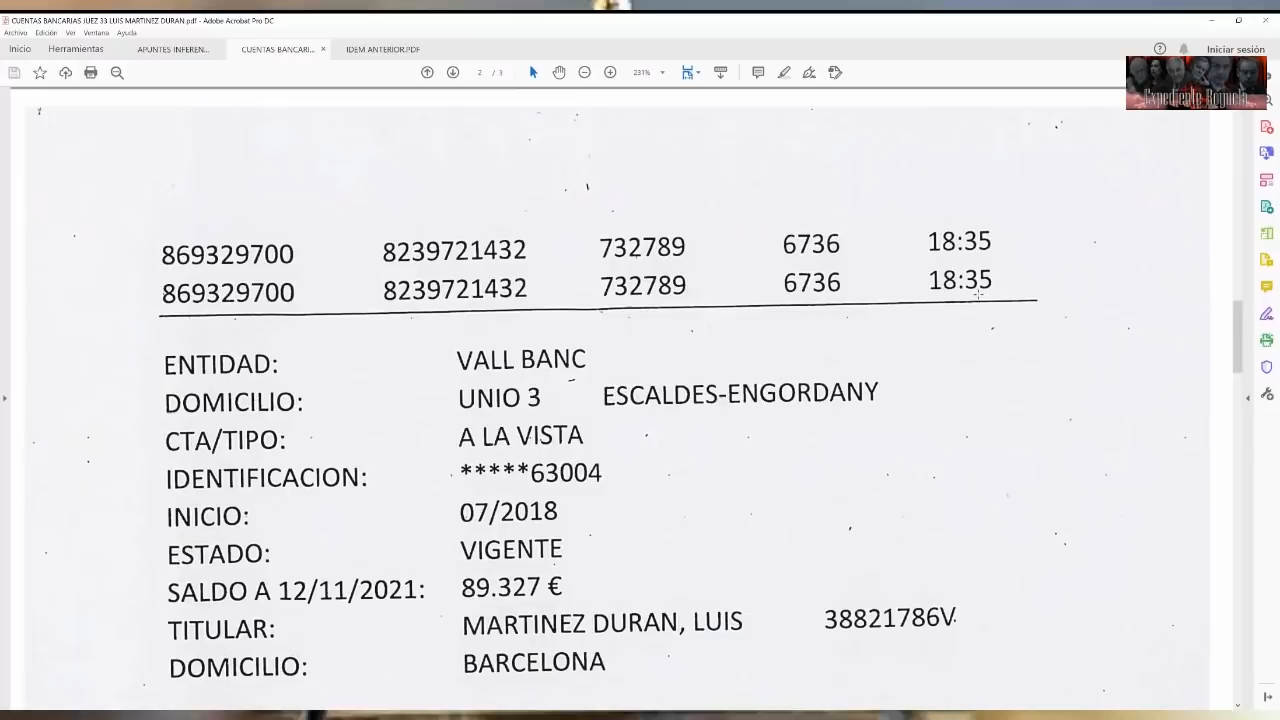 CUENTAS BANCARIAS JUEZ 33 LUIS MARTINEZ DURAN.pdf - Adobe Acrobat Pro DC
Archivo Edición Ver Ventana Ayuda
Inicio Herramientas APUNTES INFEREN... CUENTAS BANCARI... × IDEM ANTERIOR.PDF Iniciar sesión
2 / 3 231%
Expediente Royuela
869329700 8239721432 732789 6736 18:35
869329700 8239721432 732789 6736 18:35
ENTIDAD: VALL BANC
DOMICILIO: UNIO 3 ESCALDES-ENGORDANY
CTA/TIPO: A LA VISTA
IDENTIFICACION: *****63004
INICIO: 07/2018
ESTADO: VIGENTE
SALDO A 12/11/2021: 89.327 €
TITULAR: MARTINEZ DURAN, LUIS 38821786V
DOMICILIO: BARCELONA